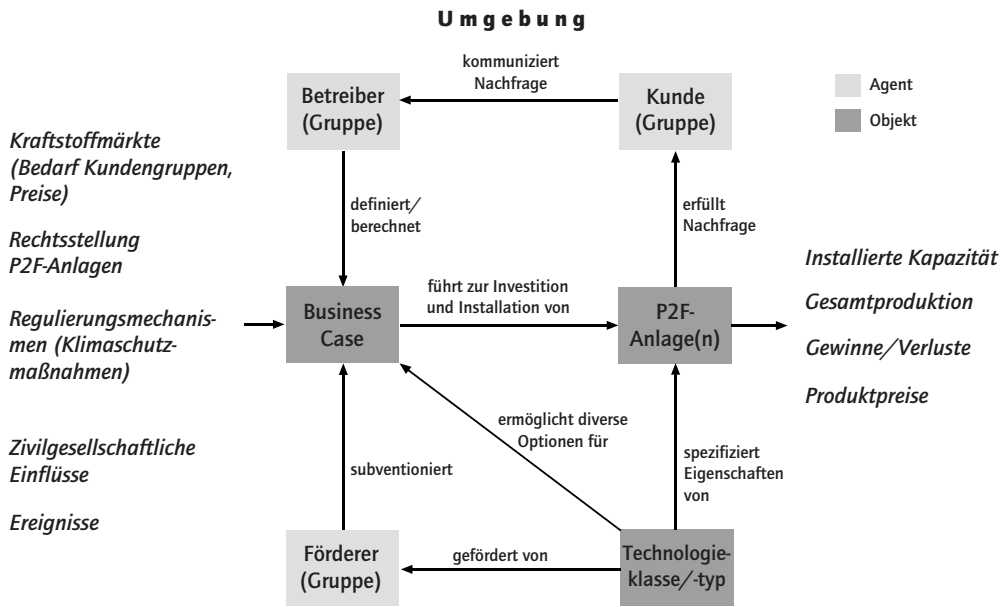 Umgebung
kommuniziert
Nachfrage
Betreiber
(Gruppe)
Kunde
(Gruppe)
Agent
Objekt
Kraftstoffmärkte
(Bedarf Kundengruppen,
Preise)
definiert/
berechnet
erfüllt
Nachfrage
Rechtsstellung
P2F-Anlagen
Regulierungsmechanis-
men (Klimaschutz-
maßnahmen)
Business
Case
führt zur Investition
und Installation von
P2F-
Anlage(n)
Installierte Kapazität
Gesamtproduktion
Gewinne/Verluste
Produktpreise
Zivilgesellschaftliche
Einflüsse
Ereignisse
subventioniert
ermöglicht diverse
Optionen für
spezifiziert
Eigenschaften
von
Förderer
(Gruppe)
gefördert von
Technologie-
klasse/-typ